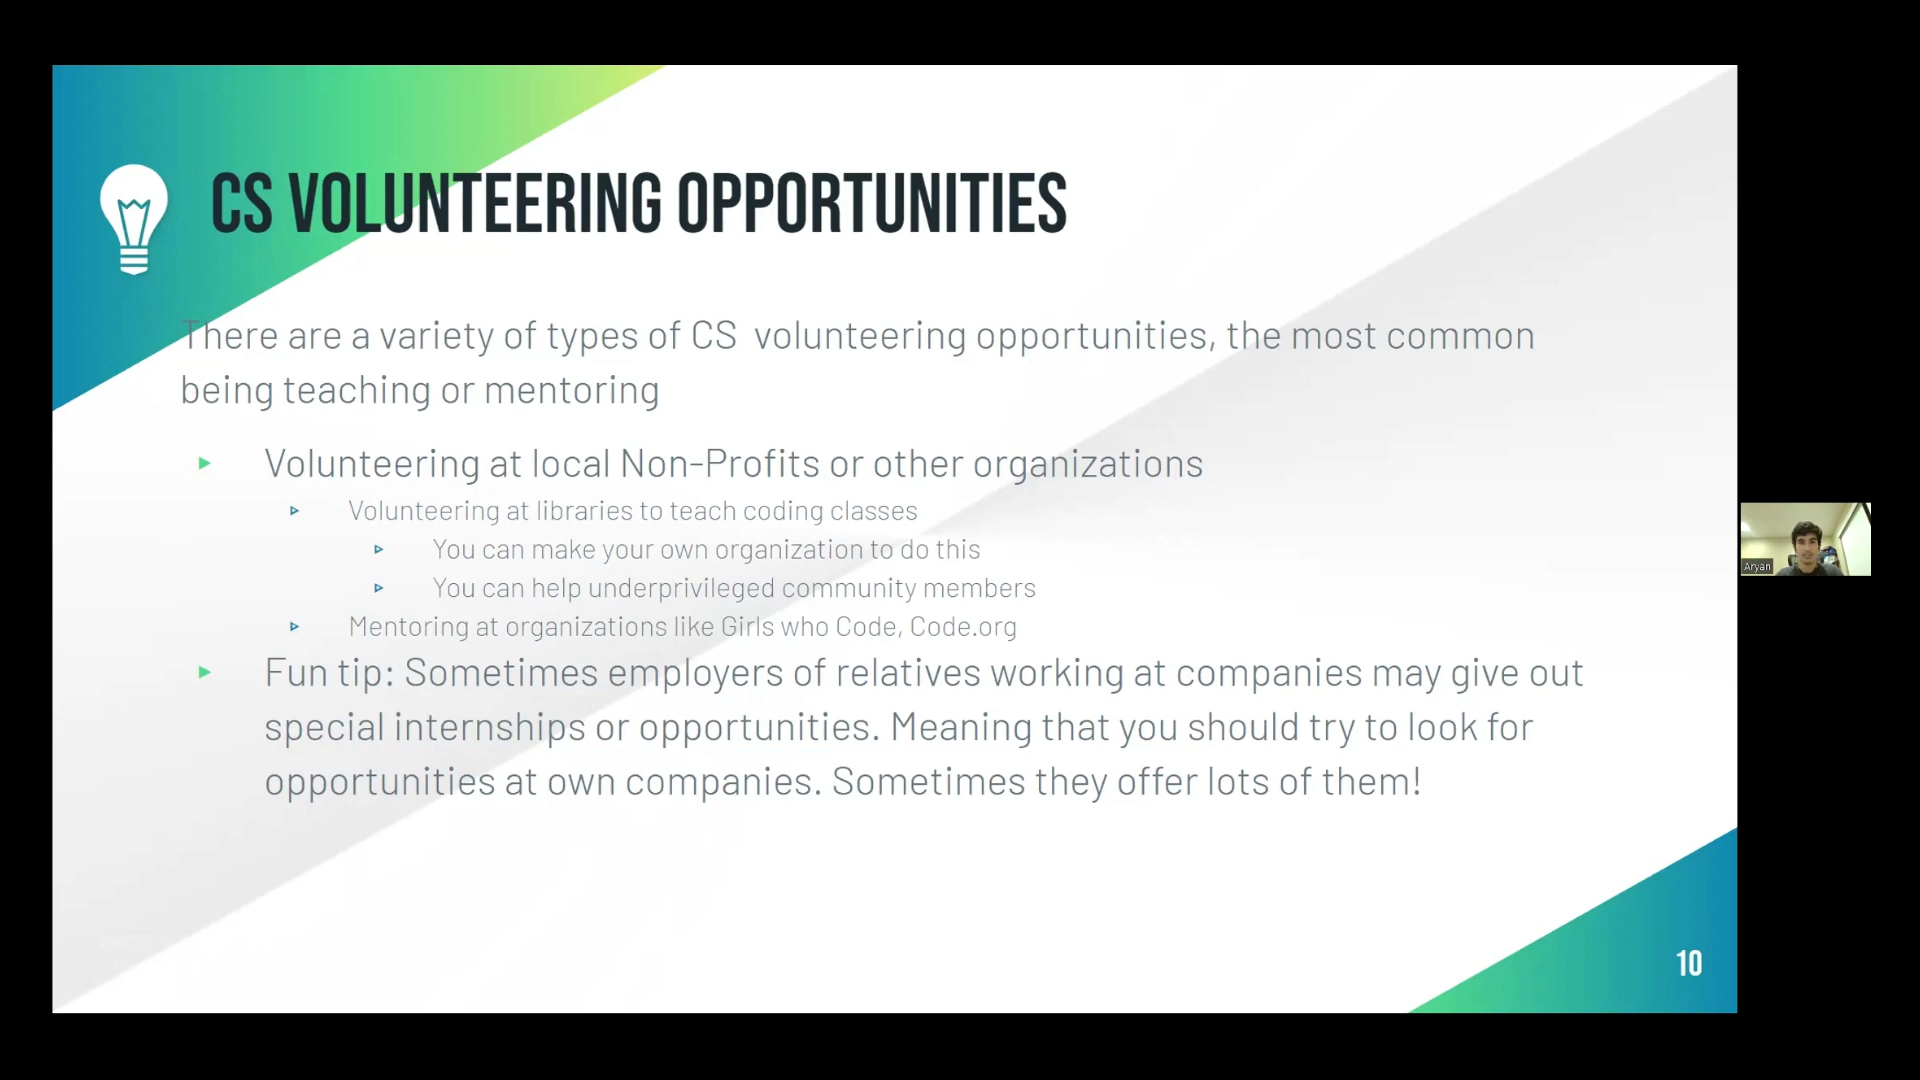 CS VOLUNTEERING OPPORTUNITIES
There are a variety of types of CS  volunteering opportunities, the most common
being teaching or mentoring
Volunteering at local Non-Profits or other organizations
Volunteering at libraries to teach coding classes
You can make your own organization to do this
You can help underprivileged community members
Mentoring at organizations like Girls who Code, Code.org
Fun tip: Sometimes employers of relatives working at companies may give out
special internships or opportunities. Meaning that you should try to look for
opportunities at own companies. Sometimes they offer lots of them!
10
Aryan